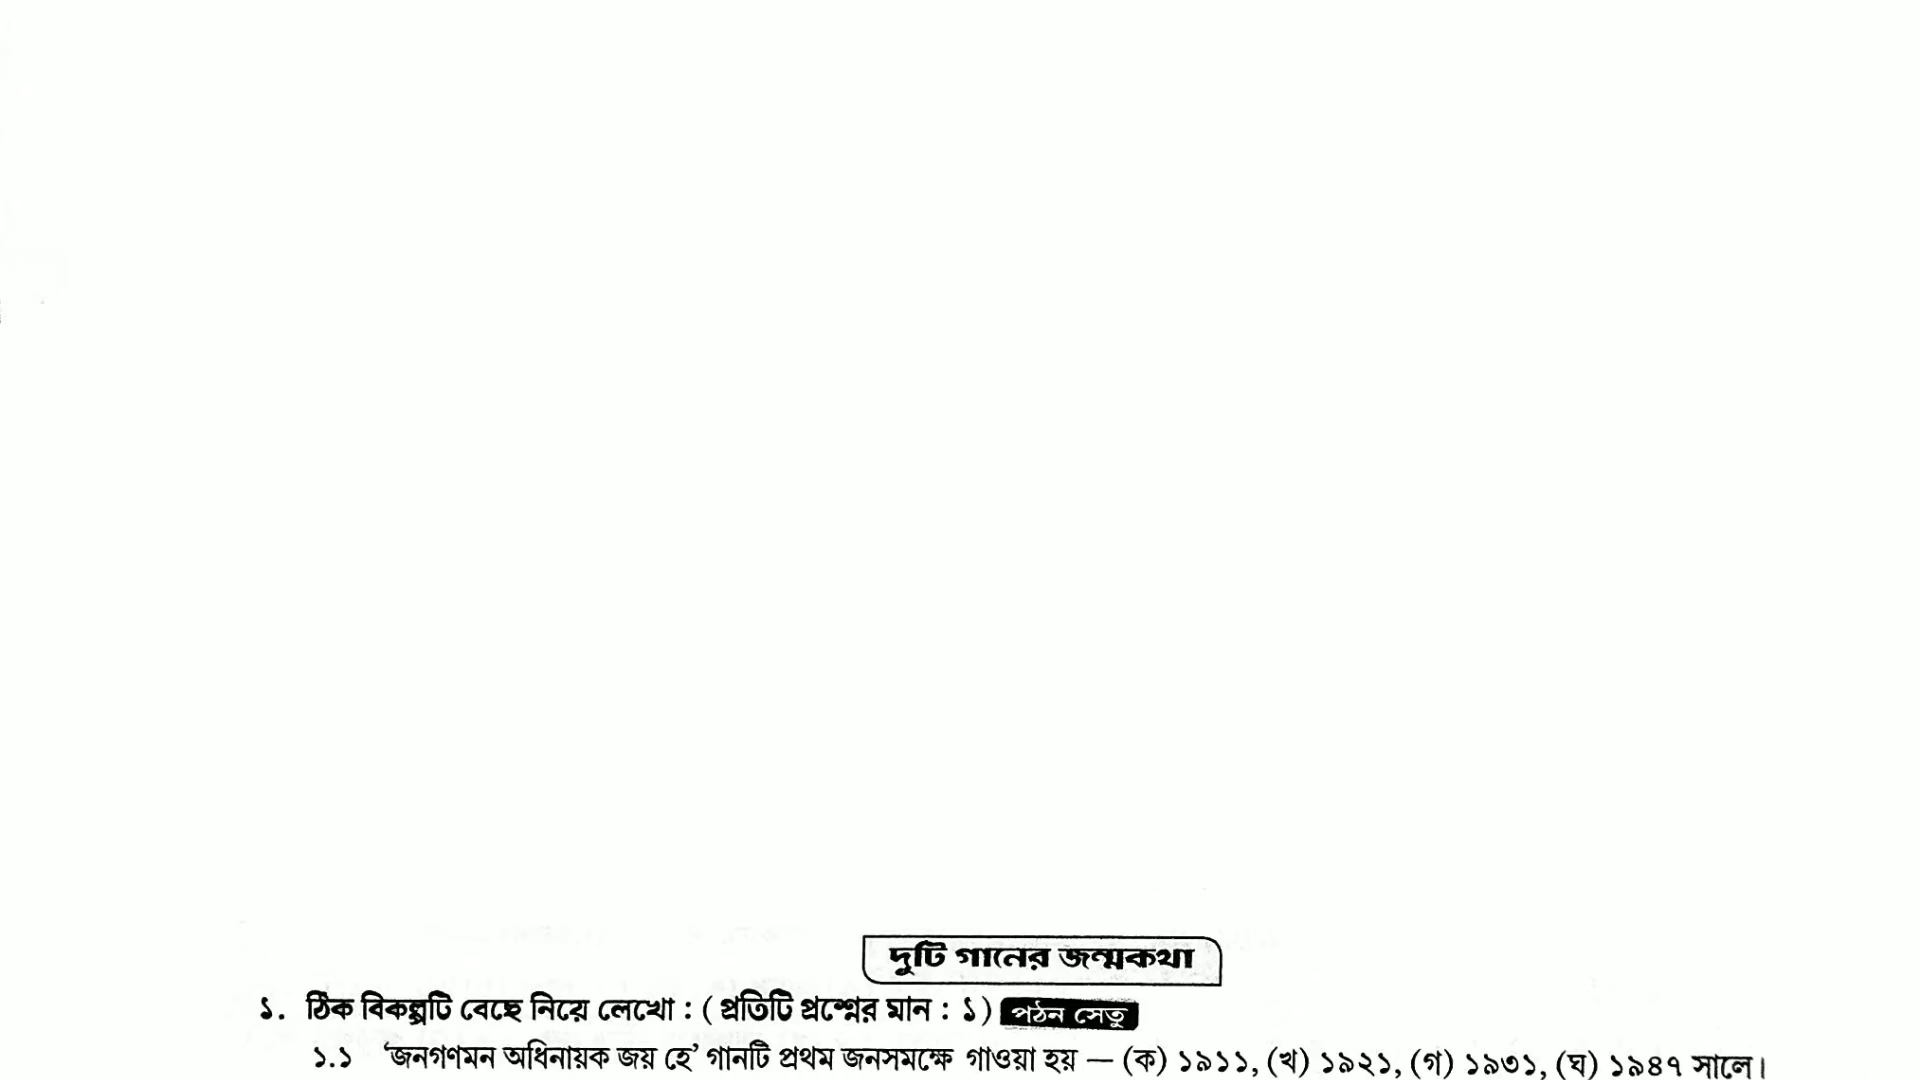 দুটি গানের জন্মকথা
১. ঠিক বিকল্পটি বেছে নিয়ে লেখো : ( প্রতিটি প্রশ্নের মান : ১ ) পঠন সেতু
১.১ ‘জনগণমন অধিনায়ক জয় হে’ গানটি প্রথম জনসমক্ষে গাওয়া হয় — (ক) ১৯১১, (খ) ১৯২১, (গ) ১৯৩১, (ঘ) ১৯৪৭ সালে।